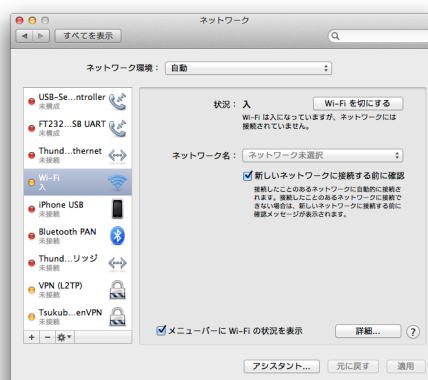 ネットワーク
すべてを表示
ネットワーク環境： 自動
USB-Se...ntroller
未構成
FT232...SB UART
未構成
Thund...thernet
未接続
Wi-Fi
入
iPhone USB
未接続
Bluetooth PAN
未接続
Thund...リッジ
未接続
VPN (L2TP)
未接続
Tsukub...enVPN
未接続
状況： 入
Wi-Fi を切にする
Wi-Fi は入になっていますが、ネットワークには
接続されていません。
ネットワーク名： ネットワーク未選択
新しいネットワークに接続する前に確認
接続したことのあるネットワークに自動的に接続さ
れます。接続したことのあるネットワークに接続で
きない場合は、新しいネットワークに接続する前に
確認メッセージが表示されます。
メニューバーに Wi-Fi の状況を表示
詳細...
?
アシスタント...
元に戻す
適用